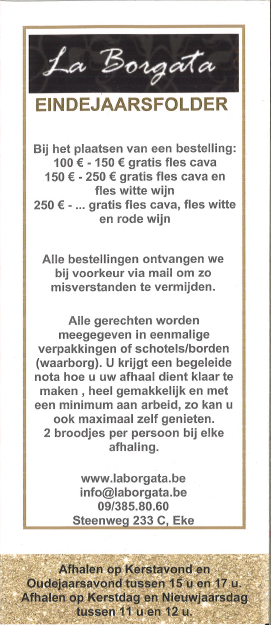 La Borgata
EINDEJAARSFOLDER
Bij het plaatsen van een bestelling:
100 € - 150 € gratis fles cava
150 € - 250 € gratis fles cava en
fles witte wijn
250 € - ... gratis fles cava, fles witte
en rode wijn
Alle bestellingen ontvangen we
bij voorkeur via mail om zo
misverstanden te vermijden.
Alle gerechten worden
meegegeven in eenmalige
verpakkingen of schotels/borden
(waarborg). U krijgt een begeleide
nota hoe u uw afhaal dient klaar te
maken , heel gemakkelijk en met
een minimum aan arbeid, zo kan u
ook maximaal zelf genieten.
2 broodjes per persoon bij elke
afhaling.
www.laborgata.be
info@laborgata.be
09/385.80.60
Steenweg 233 C, Eke
Afhalen op Kerstavond en
Oudejaarsavond tussen 15 u en 17 u.
Afhalen op Kerstdag en Nieuwjaarsdag
tussen 11 u en 12 u.